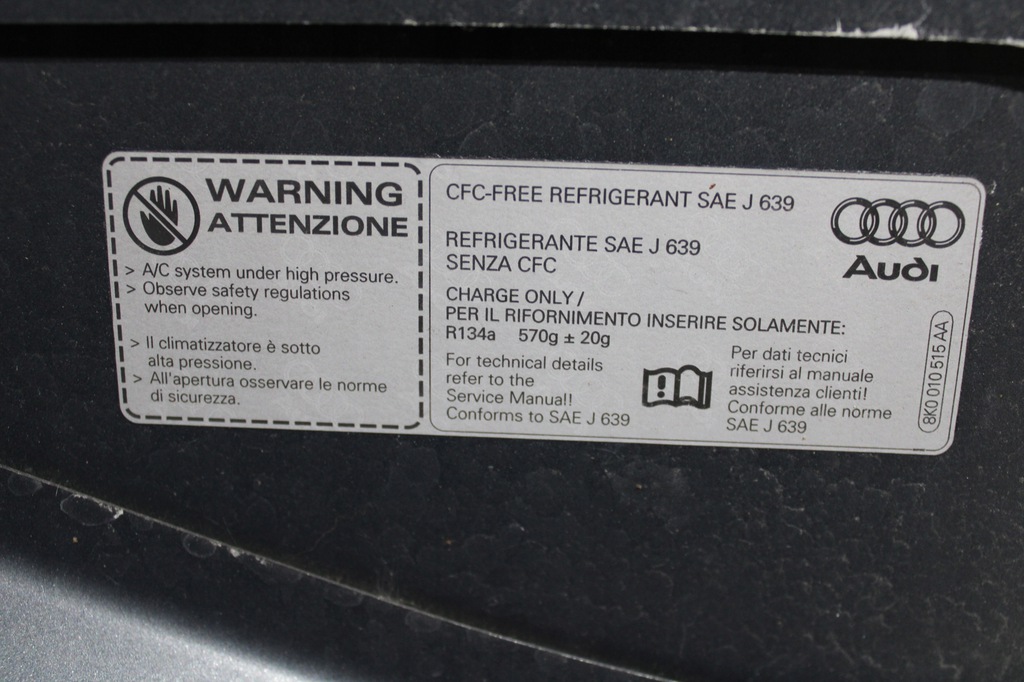 WARNING
ATTENZIONE
> A/C system under high pressure.
> Observe safety regulations
when opening.
> Il climatizzatore è sotto
alta pressione.
> All'apertura osservare le norme
di sicurezza.
CFC-FREE REFRIGERANT SAE J 639
REFRIGERANTE SAE J 639
SENZA CFC
CHARGE ONLY /
PER IL RIFORNIMENTO INSERIRE SOLAMENTE:
R134a 570g ± 20g
For technical details
refer to the
Service Manual!
Conforms to SAE J 639
Per dati tecnici
riferirsi al manuale
assistenza clienti!
Conforme alle norme
SAE J 639
Audi
8K0 010 515 AA